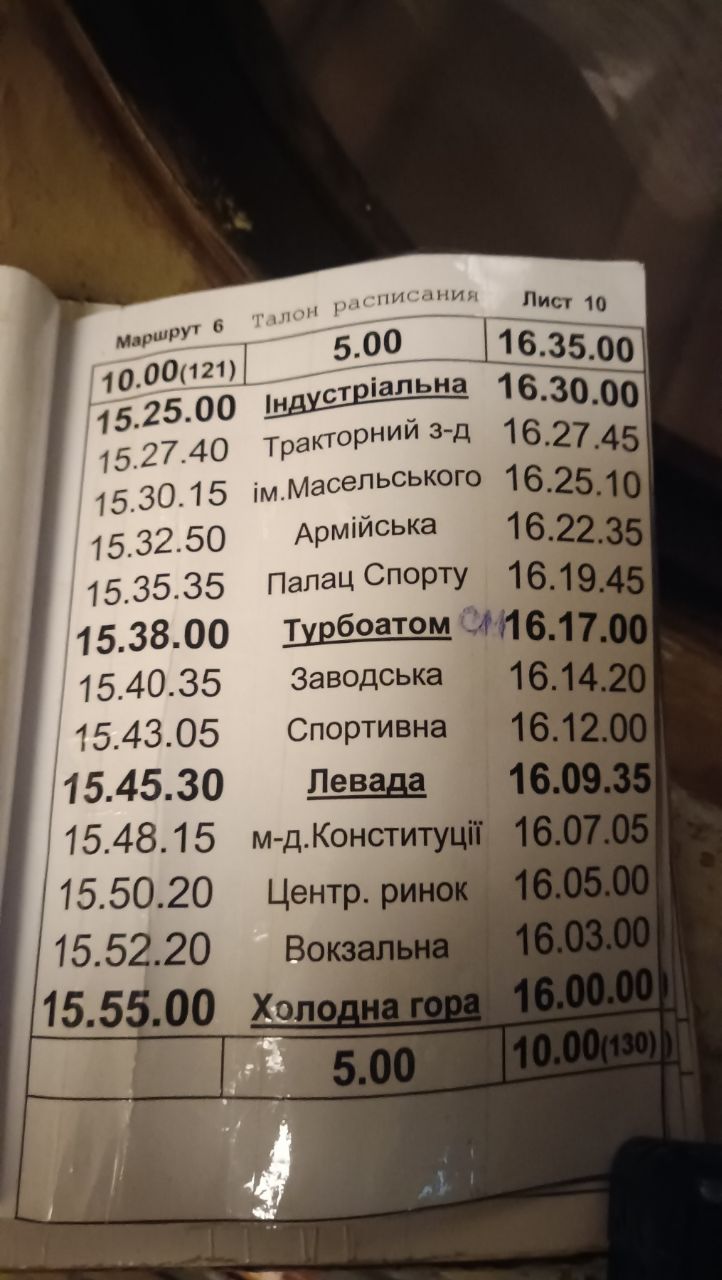 Маршрут 6 Талон расписания Лист 10
10.00(121) 5.00 16.35.00
15.25.00 Індустріальна 16.30.00
15.27.40 Тракторний з-д 16.27.45
15.30.15 ім.Масельського 16.25.10
15.32.50 Армійська 16.22.35
15.35.35 Палац Спорту 16.19.45
15.38.00 Турбоатом см 16.17.00
15.40.35 Заводська 16.14.20
15.43.05 Спортивна 16.12.00
15.45.30 Левада 16.09.35
15.48.15 м-д.Конституції 16.07.05
15.50.20 Центр. ринок 16.05.00
15.52.20 Вокзальна 16.03.00
15.55.00 Холодна гора 16.00.00
5.00 10.00(130)